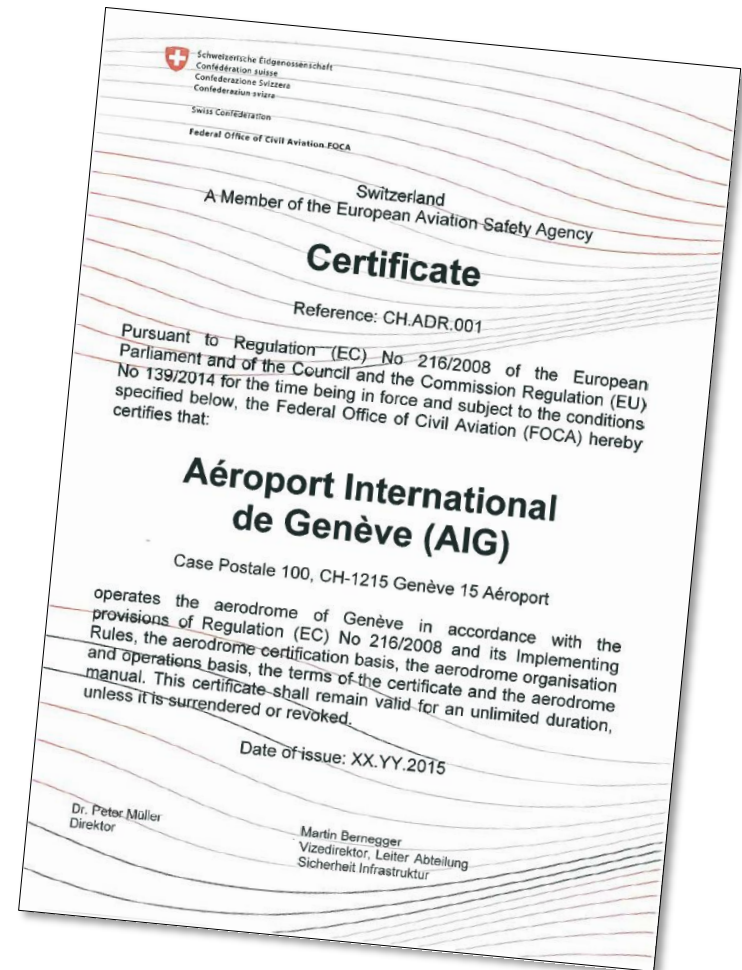 Schweizerische Eidgenossenschaft
Confédération suisse
Confederazione Svizzera
Confederaziun svizra
Swiss Confederation
Federal Office of Civil Aviation FOCA
Switzerland
A Member of the European Aviation Safety Agency
Certificate
Reference: CH.ADR.001
Pursuant to Regulation (EC) No 216/2008 of the European
Parliament and of the Council and the Commission Regulation (EU)
No 139/2014 for the time being in force and subject to the conditions
specified below, the Federal Office of Civil Aviation (FOCA) hereby
certifies that:
Aéroport International
de Genève (AIG)
Case Postale 100, CH-1215 Genève 15 Aéroport
operates the aerodrome of Genève in accordance with the
provisions of Regulation (EC) No 216/2008 and its Implementing
Rules, the aerodrome certification basis, the aerodrome organisation
and operations basis, the terms of the certificate and the aerodrome
manual. This certificate shall remain valid for an unlimited duration,
unless it is surrendered or revoked.
Date of issue: XX.YY.2015
Dr. Peter Müller
Direktor
Martin Bernegger
Vizedirektor, Leiter Abteilung
Sicherheit Infrastruktur